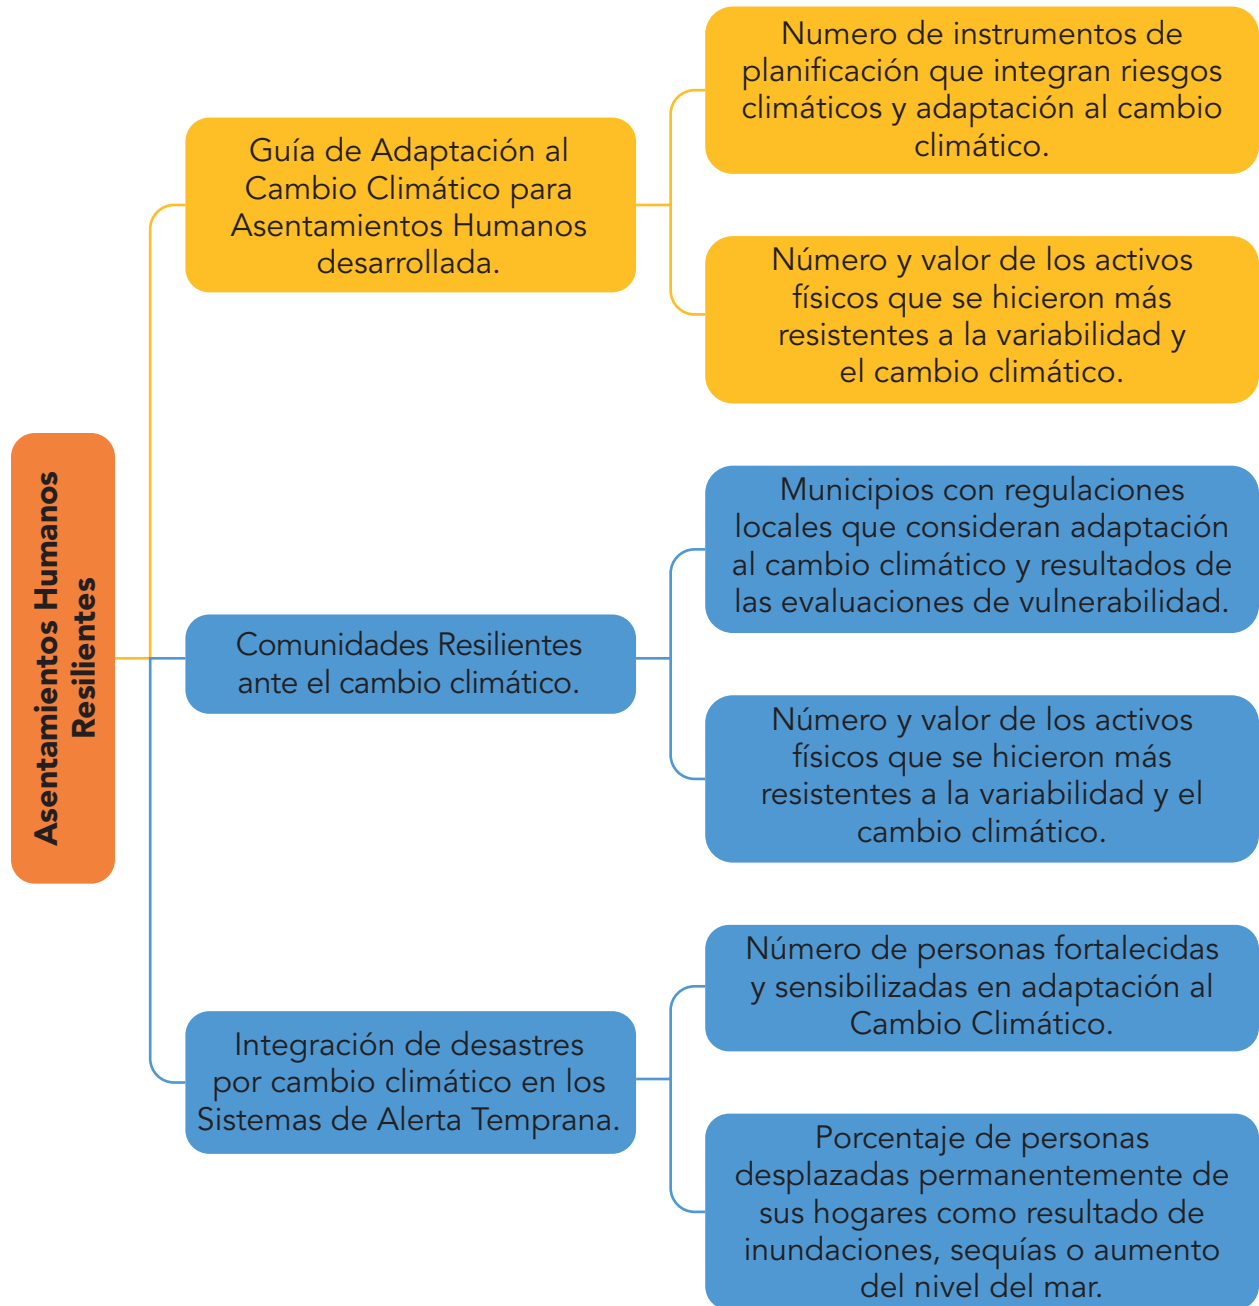 Asentamientos Humanos
Resilientes
Guía de Adaptación al
Cambio Climático para
Asentamientos Humanos
desarrollada.
Numero de instrumentos de
planificación que integran riesgos
climáticos y adaptación al cambio
climático.
Número y valor de los activos
físicos que se hicieron más
resistentes a la variabilidad y
el cambio climático.
Comunidades Resilientes
ante el cambio climático.
Municipios con regulaciones
locales que consideran adaptación
al cambio climático y resultados de
las evaluaciones de vulnerabilidad.
Número y valor de los activos
físicos que se hicieron más
resistentes a la variabilidad y el
cambio climático.
Integración de desastres
por cambio climático en los
Sistemas de Alerta Temprana.
Número de personas fortalecidas
y sensibilizadas en adaptación al
Cambio Climático.
Porcentaje de personas
desplazadas permanentemente de
sus hogares como resultado de
inundaciones, sequías o aumento
del nivel del mar.